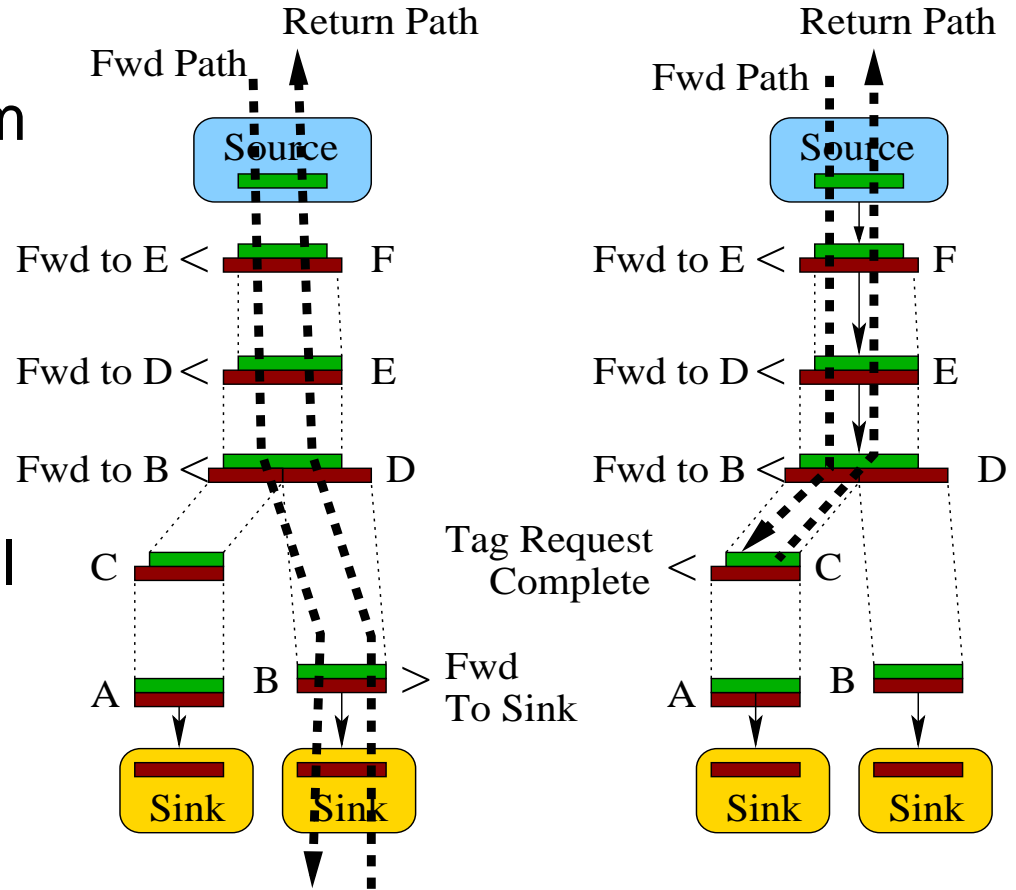 Return Path
Fwd Path
m
Source
Fwd to E <
F
Fwd to D <
E
Fwd to B <
D
l
C
A
B
> Fwd
To Sink
Sink
Sink
Return Path
Fwd Path
Source
Fwd to E <
F
Fwd to D <
E
Fwd to B <
D
Tag Request
Complete <
C
A
B
Sink
Sink